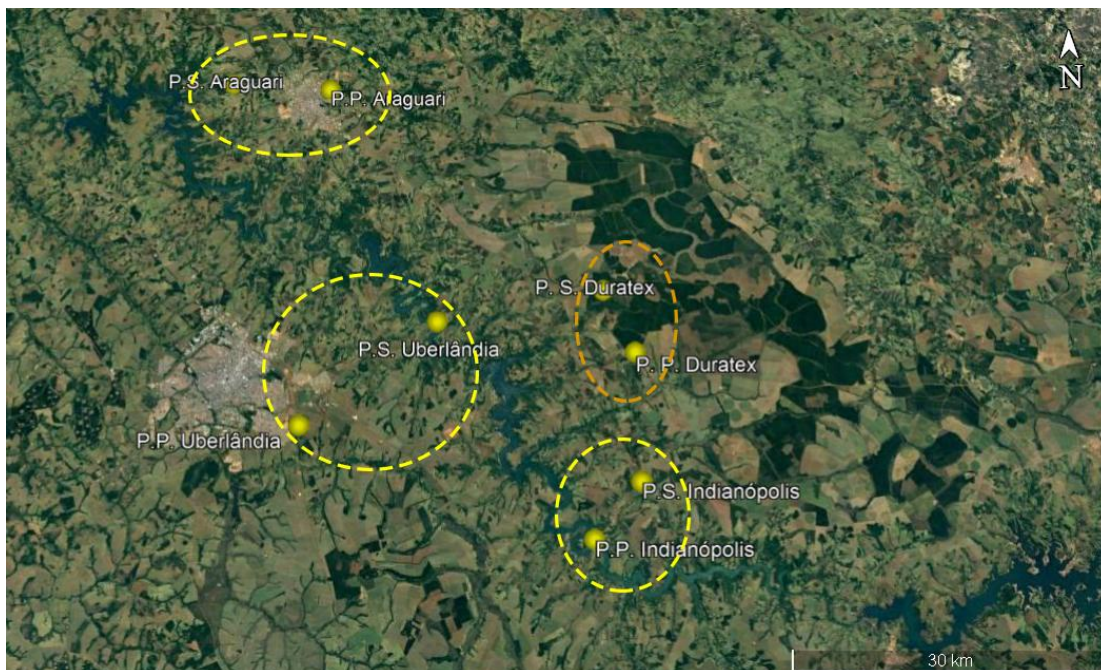 N
P.S. Araguari
P.P. Araguari
P. S. Duratex
P.S. Uberlândia
P. P. Duratex
P.P. Uberlândia
P.S. Indianópolis
P.P. Indianópolis
30 km